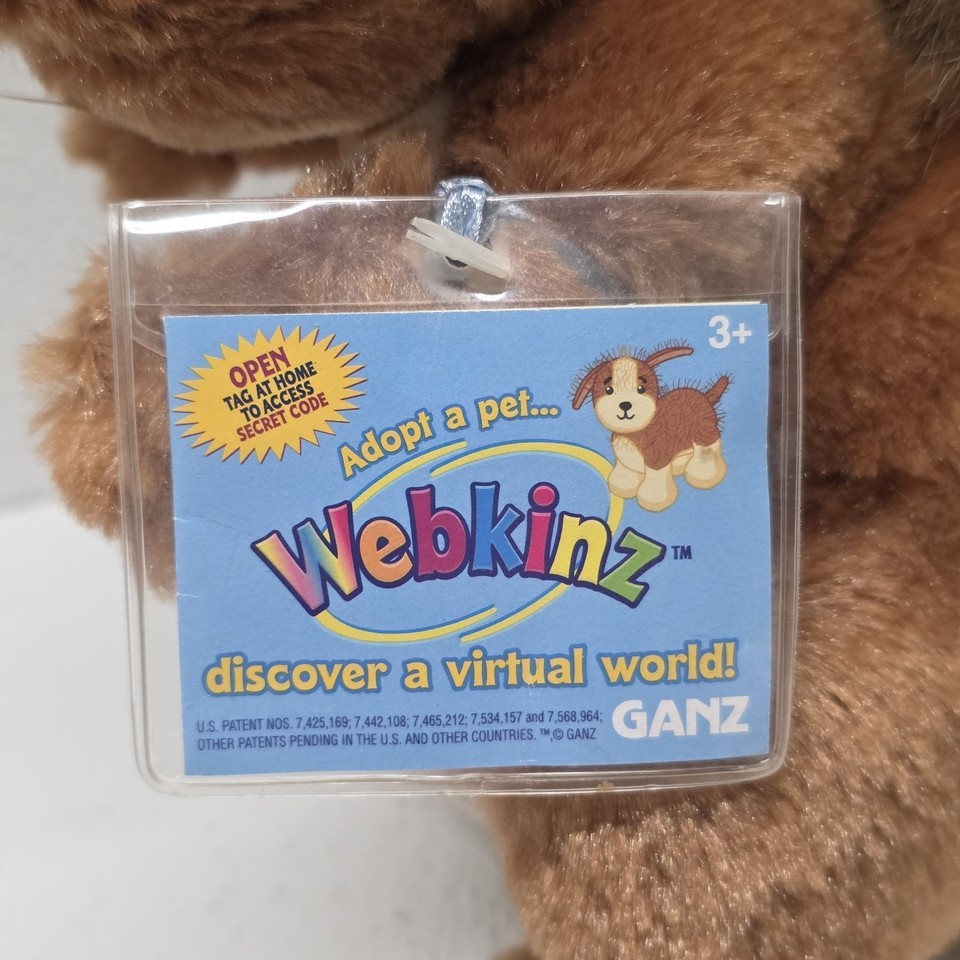 3+
OPEN
TAG AT HOME
TO ACCESS
SECRET CODE
Adopt a pet...
Webkinz™
discover a virtual world!
U.S. PATENT NOS. 7,425,169; 7,442,108; 7,465,212; 7,534,157 and 7,568,964;
OTHER PATENTS PENDING IN THE U.S. AND OTHER COUNTRIES. ™,© GANZ
GANZ